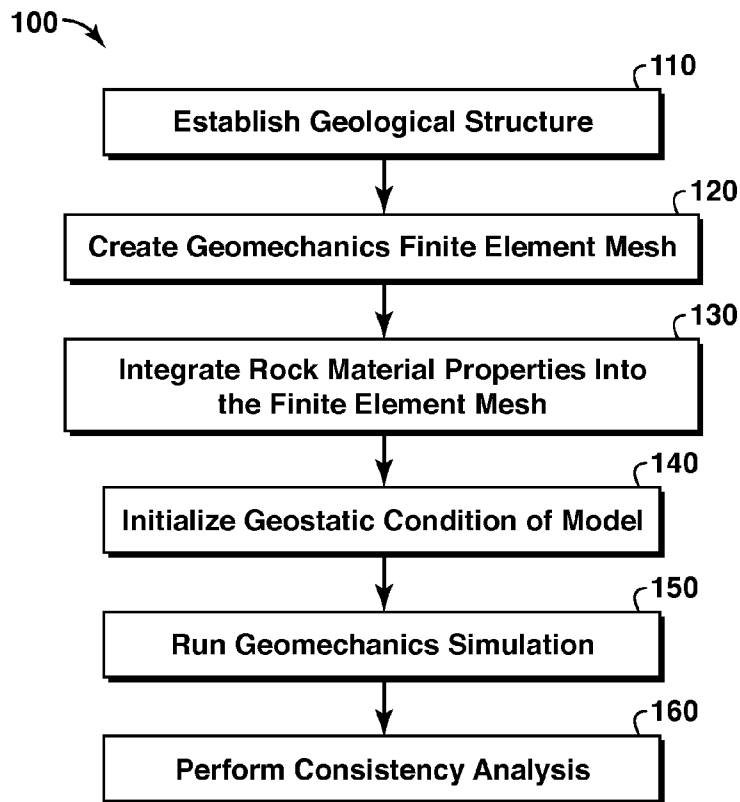 100
110
Establish Geological Structure
120
Create Geomechanics Finite Element Mesh
130
Integrate Rock Material Properties Into
the Finite Element Mesh
140
Initialize Geostatic Condition of Model
150
Run Geomechanics Simulation
160
Perform Consistency Analysis